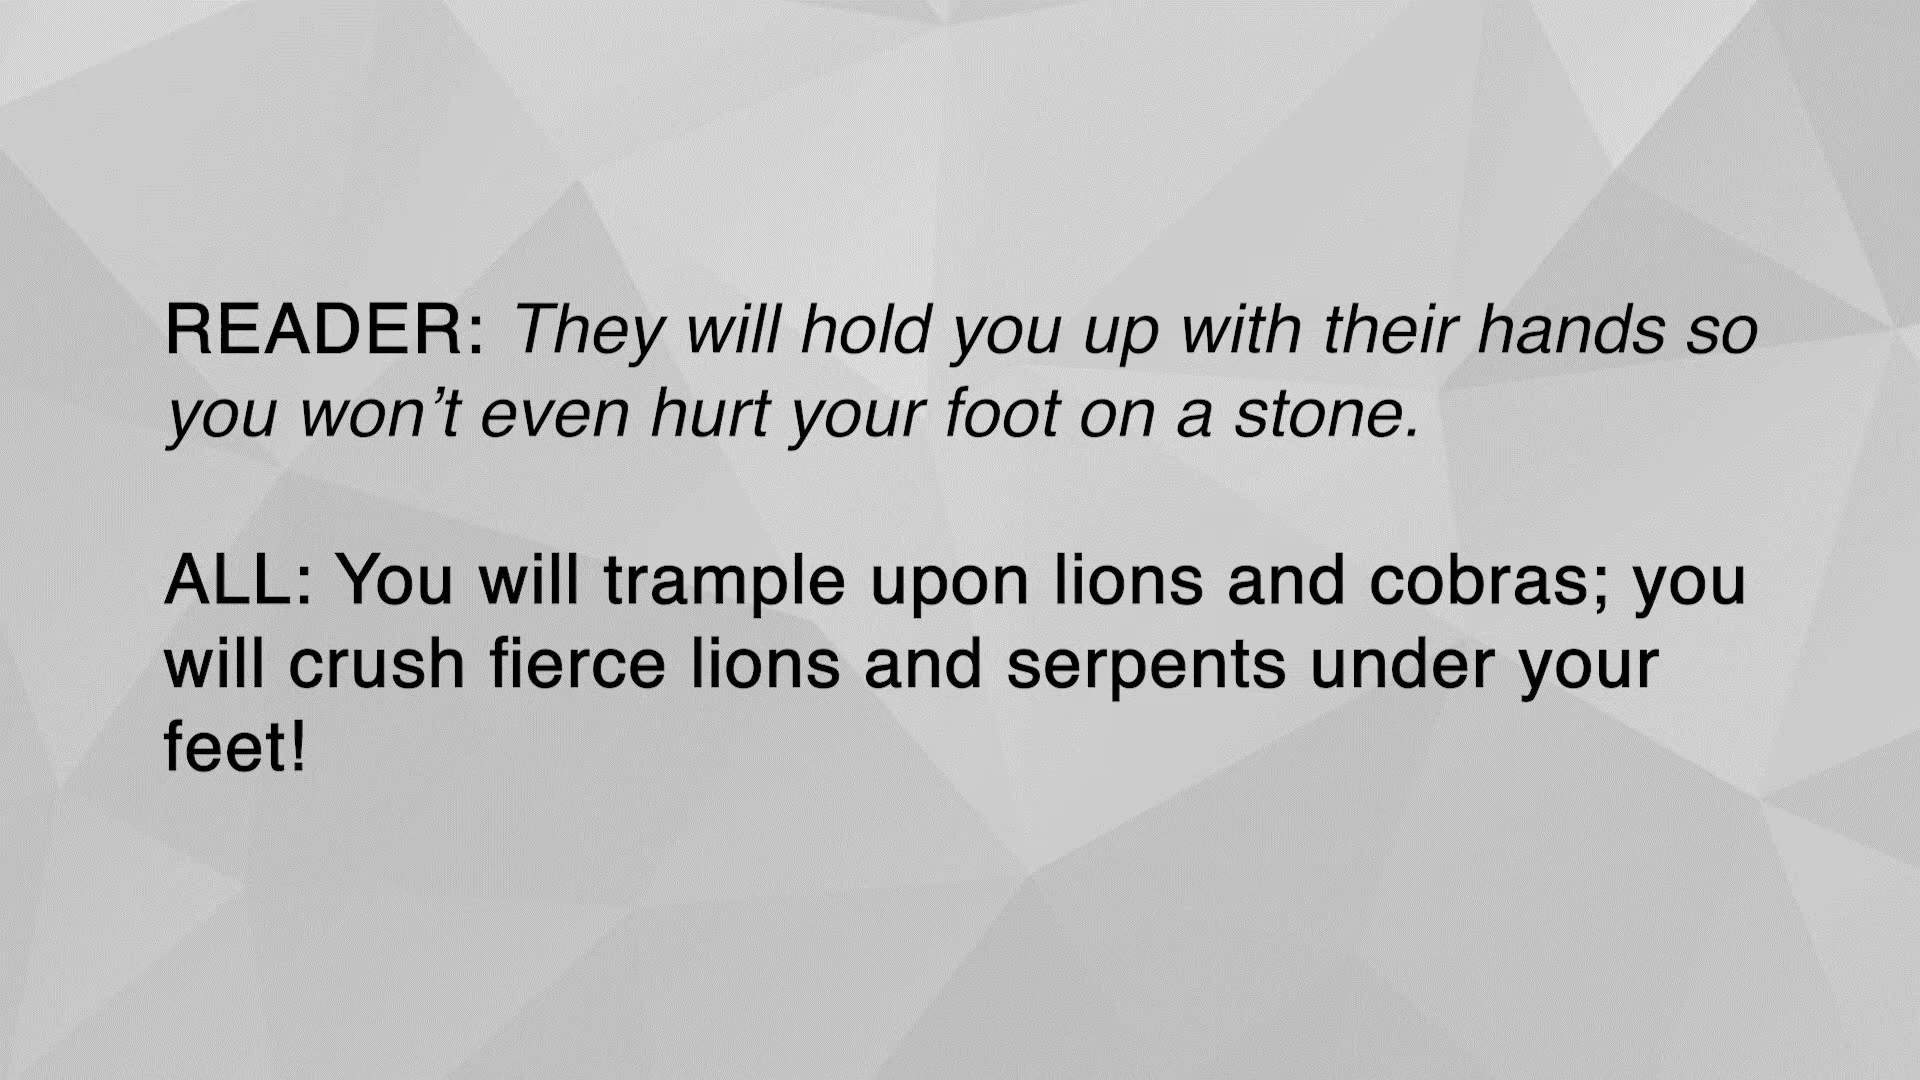 READER: They will hold you up with their hands so
you won’t even hurt your foot on a stone.
ALL: You will trample upon lions and cobras; you
will crush fierce lions and serpents under your
feet!